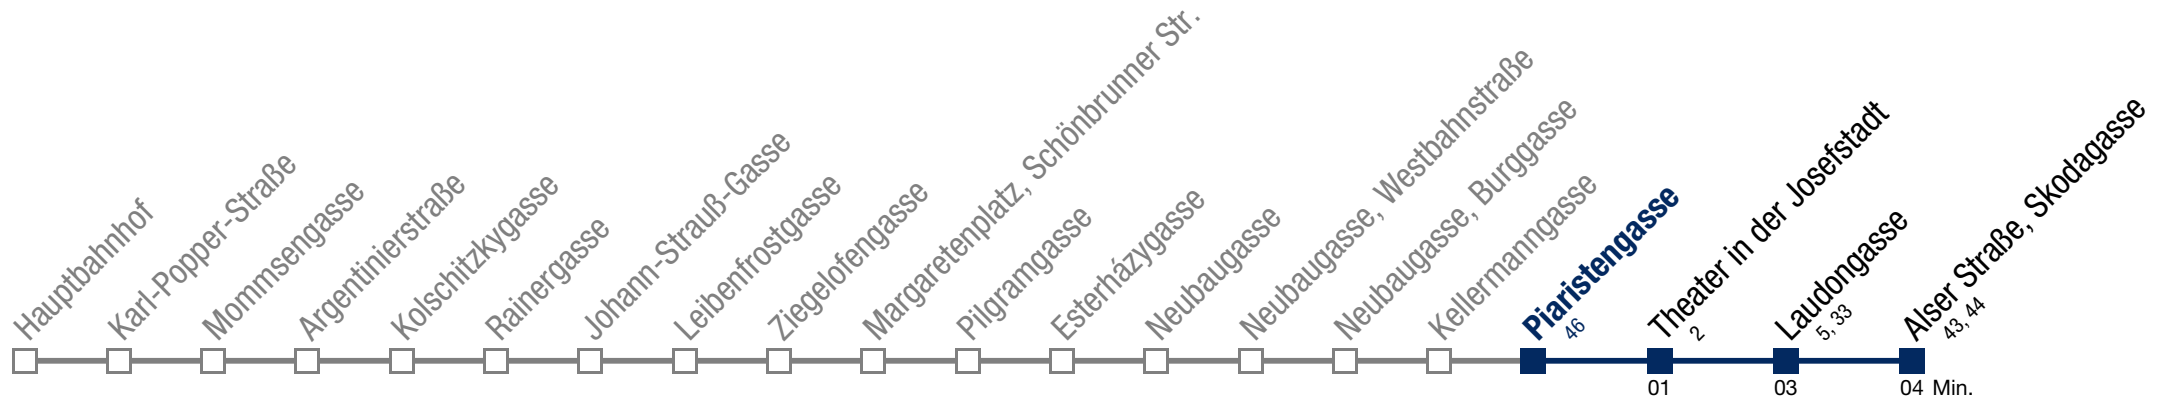 Hauptbahnhof
Karl-Popper-Straße
Mommsengasse
Argentinierstraße
Kolschitzkygasse
Rainergasse
Johann-Strauß-Gasse
Leibenfrostgasse
Ziegelofengasse
Margaretenplatz, Schönbrunner Str.
Pilgramgasse
Esterházygasse
Neubaugasse
Neubaugasse, Westbahnstraße
Neubaugasse, Burggasse
Kellermanngasse
Piaristengasse
46
Theater in der Josefstadt
2
Laudongasse
5, 33
Alser Straße, Skodagasse
43, 44
01 03 04 Min.